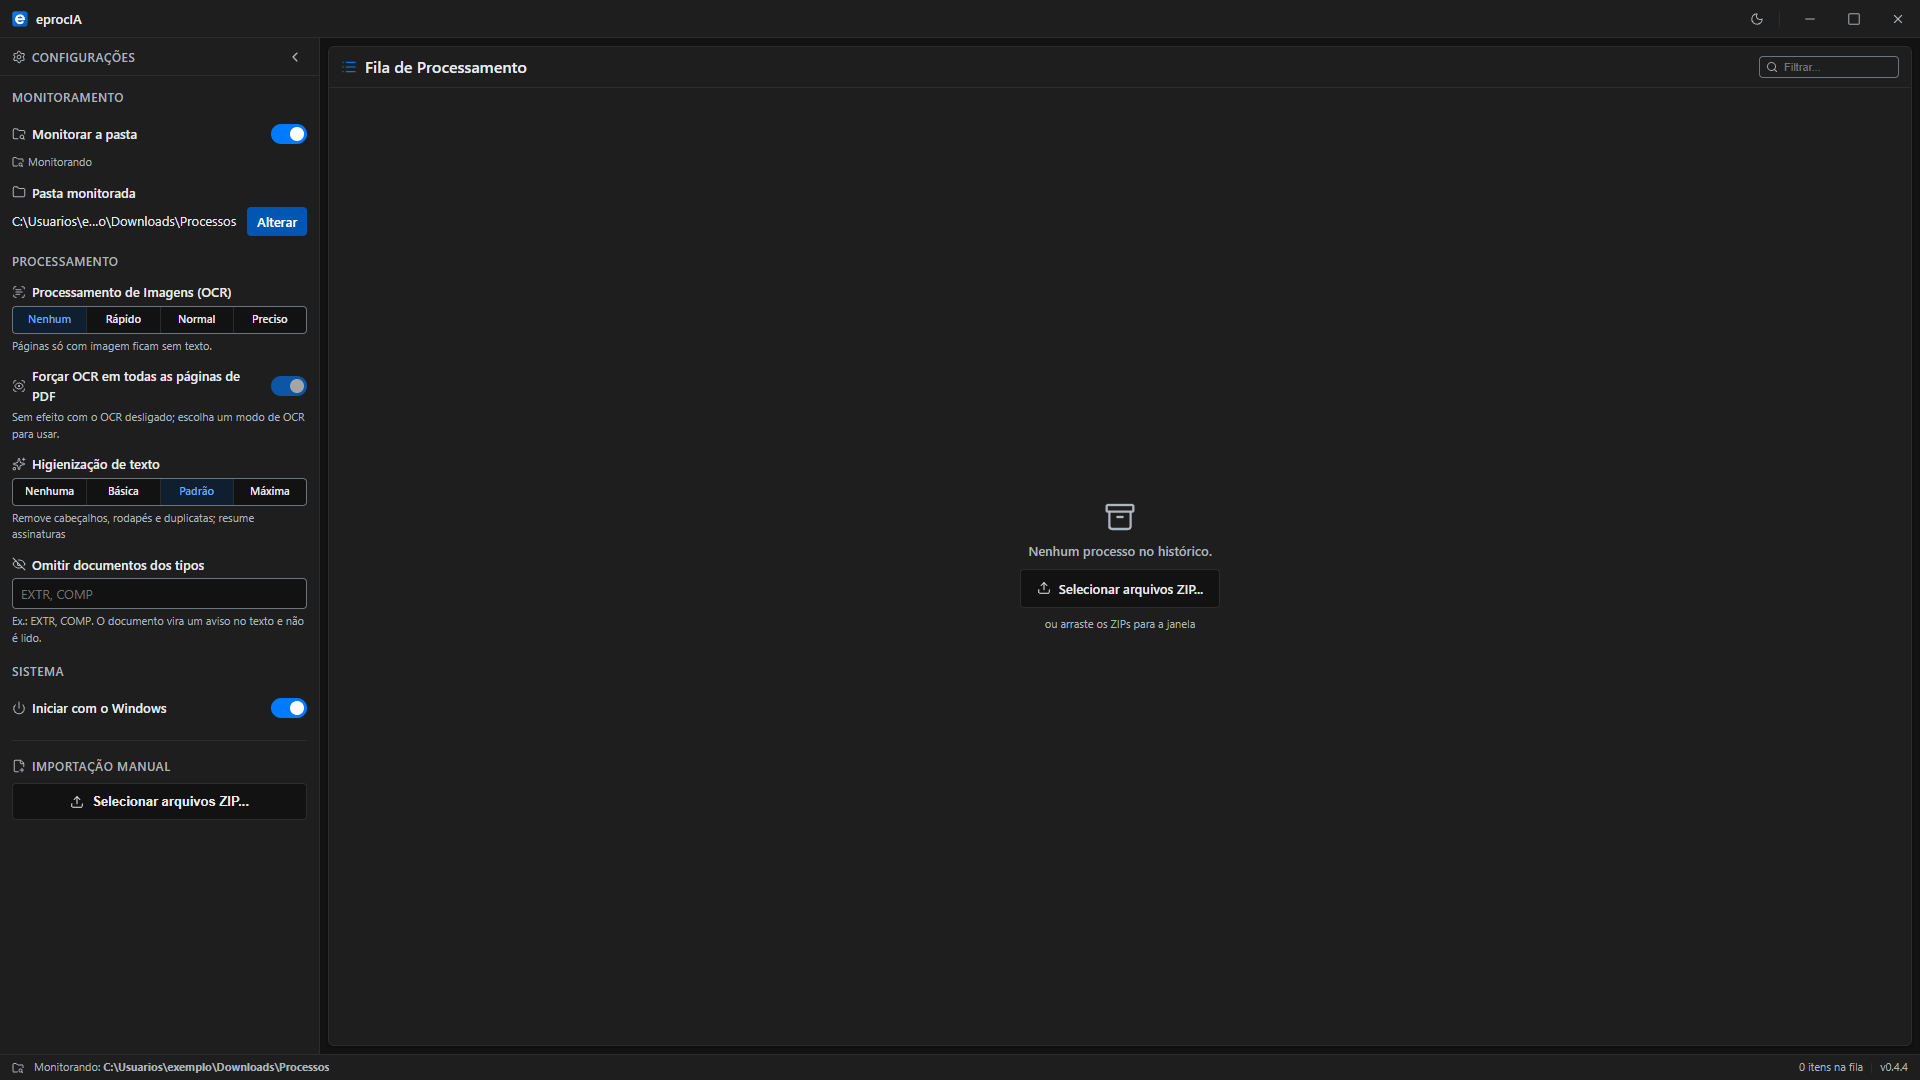 eprocIA
CONFIGURAÇÕES
MONITORAMENTO
Monitorar a pasta
Monitorando
Pasta monitorada
C:\Usuarios\e...o\Downloads\Processos
Alterar
PROCESSAMENTO
Processamento de Imagens (OCR)
Nenhum Rápido Normal Preciso
Páginas só com imagem ficam sem texto.
Forçar OCR em todas as páginas de
PDF
Sem efeito com o OCR desligado; escolha um modo de OCR
para usar.
Higienização de texto
Nenhuma Básica Padrão Máxima
Remove cabeçalhos, rodapés e duplicatas; resume
assinaturas
Omitir documentos dos tipos
EXTR, COMP
Ex.: EXTR, COMP. O documento vira um aviso no texto e não
é lido.
SISTEMA
Iniciar com o Windows
IMPORTAÇÃO MANUAL
Selecionar arquivos ZIP...
Fila de Processamento
Filtrar...
Nenhum processo no histórico.
Selecionar arquivos ZIP...
ou arraste os ZIPs para a janela
Monitorando: C:\Usuarios\exemplo\Downloads\Processos
0 itens na fila
v0.4.4